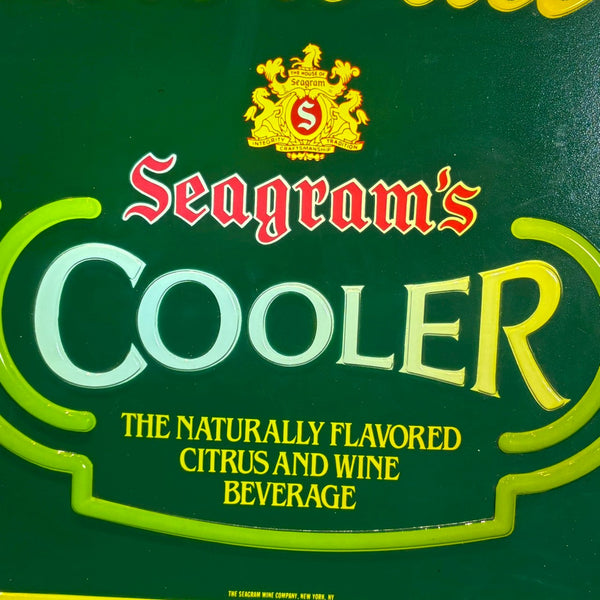 THE HOUSE OF
Seagram
S
INTEGRITY TRADITION
CRAFTSMANSHIP
Seagram's
COOLER
THE NATURALLY FLAVORED
CITRUS AND WINE
BEVERAGE
THE SEAGRAM WINE COMPANY, NEW YORK, NY